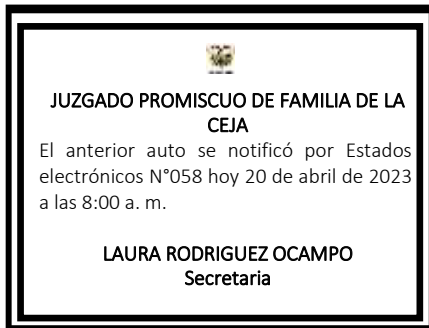 JUZGADO PROMISCUO DE FAMILIA DE LA
CEJA
El anterior auto se notificó por Estados
electrónicos N°058 hoy 20 de abril de 2023
a las 8:00 a. m.
LAURA RODRIGUEZ OCAMPO
Secretaria